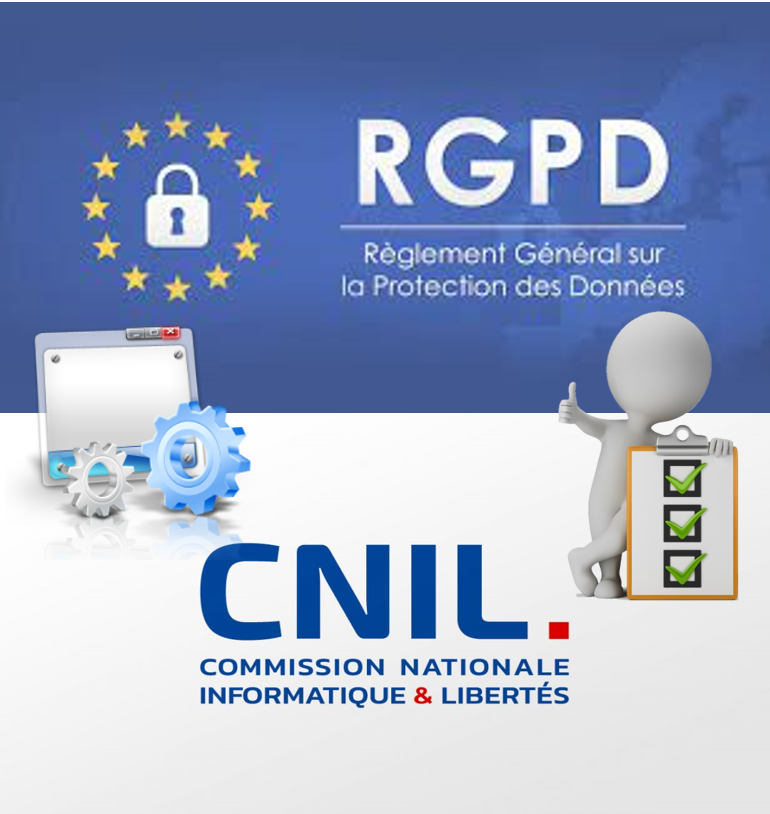 RGPD
Règlement Général sur
la Protection des Données
CNIL.
COMMISSION NATIONALE
INFORMATIQUE & LIBERTÉS